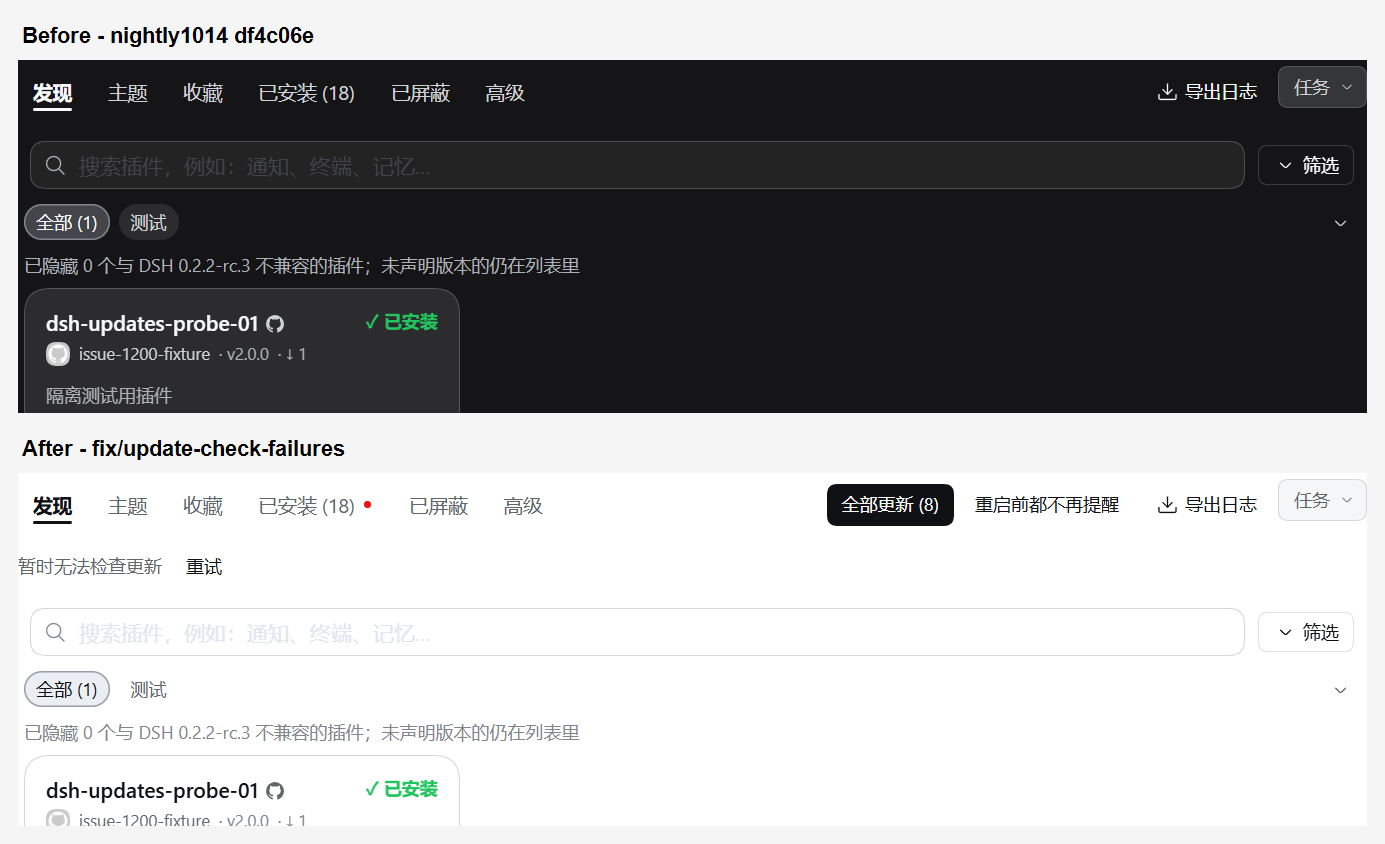 Before - nightly1014 df4c06e
发现 主题 收藏 已安装 (18) 已屏蔽 高级 导出日志 任务
搜索插件，例如：通知、终端、记忆... 筛选
全部 (1) 测试
已隐藏 0 个与 DSH 0.2.2-rc.3 不兼容的插件；未声明版本的仍在列表里
dsh-updates-probe-01 ✓ 已安装
issue-1200-fixture · v2.0.0 · ↓ 1
隔离测试用插件
After - fix/update-check-failures
发现 主题 收藏 已安装 (18) 已屏蔽 高级 全部更新 (8) 重启前都不再提醒 导出日志 任务
暂时无法检查更新 重试
搜索插件，例如：通知、终端、记忆... 筛选
全部 (1) 测试
已隐藏 0 个与 DSH 0.2.2-rc.3 不兼容的插件；未声明版本的仍在列表里
dsh-updates-probe-01 ✓ 已安装
issue-1200-fixture · v2.0.0 · ↓ 1